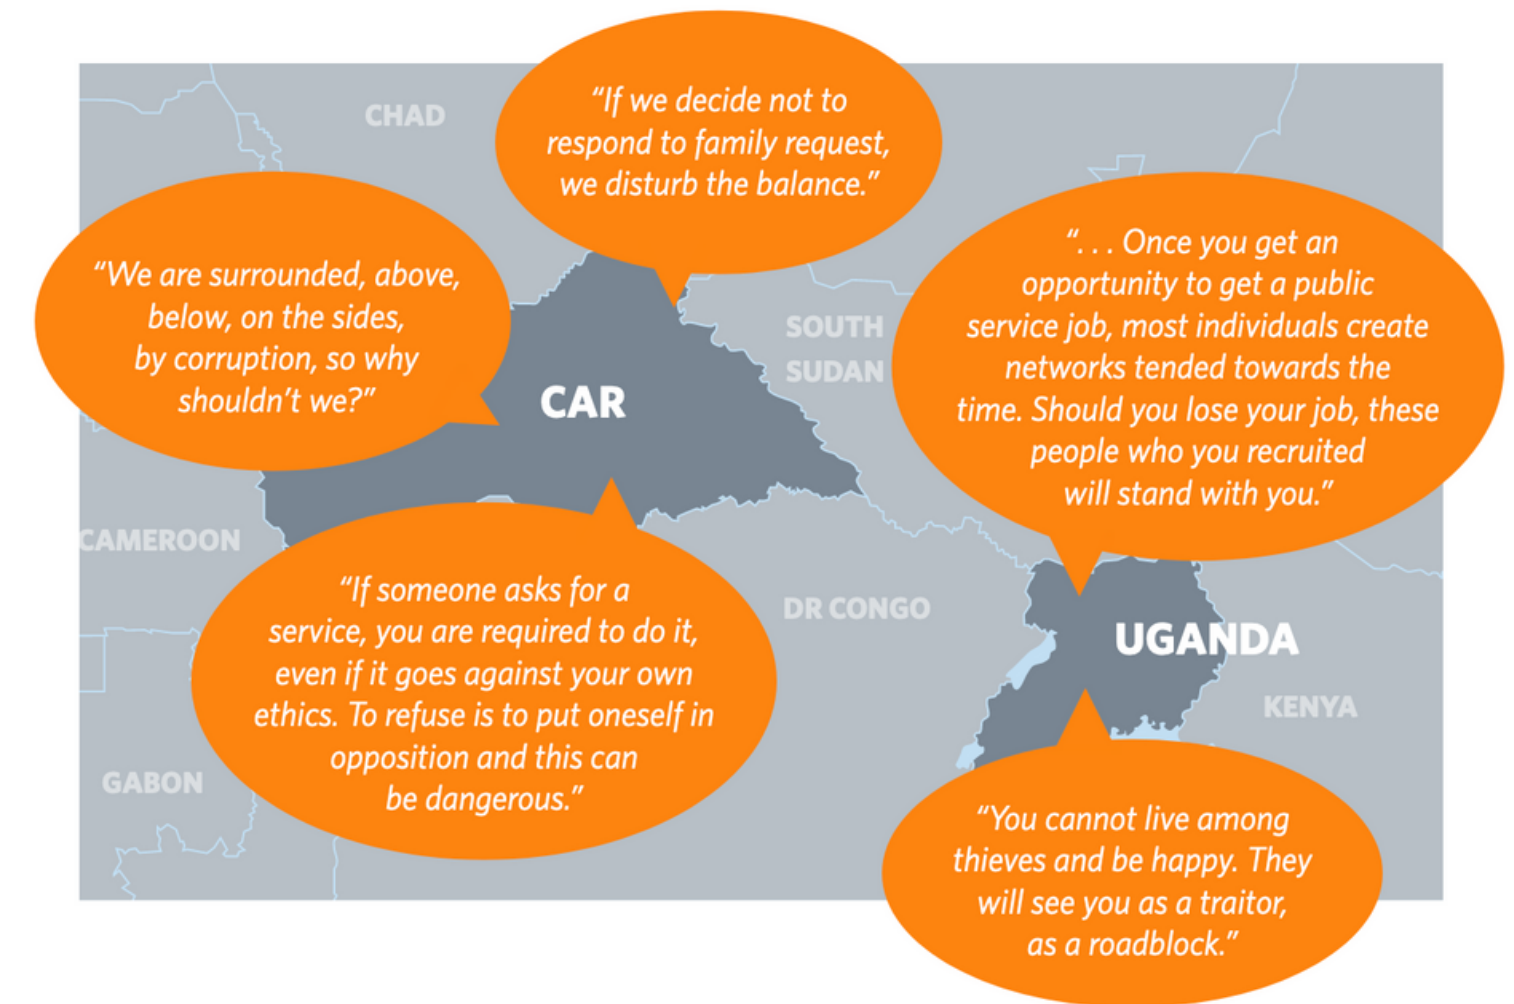 CHAD
“If we decide not to
respond to family request,
we disturb the balance.”
“We are surrounded, above,
below, on the sides,
by corruption, so why
shouldn’t we?”
CAR
SOUTH
SUDAN
“. . . Once you get an
opportunity to get a public
service job, most individuals create
networks tended towards the
time. Should you lose your job, these
people who you recruited
will stand with you.”
CAMEROON
“If someone asks for a
service, you are required to do it,
even if it goes against your own
ethics. To refuse is to put oneself in
opposition and this can
be dangerous.”
DR CONGO
UGANDA
KENYA
GABON
“You cannot live among
thieves and be happy. They
will see you as a traitor,
as a roadblock.”